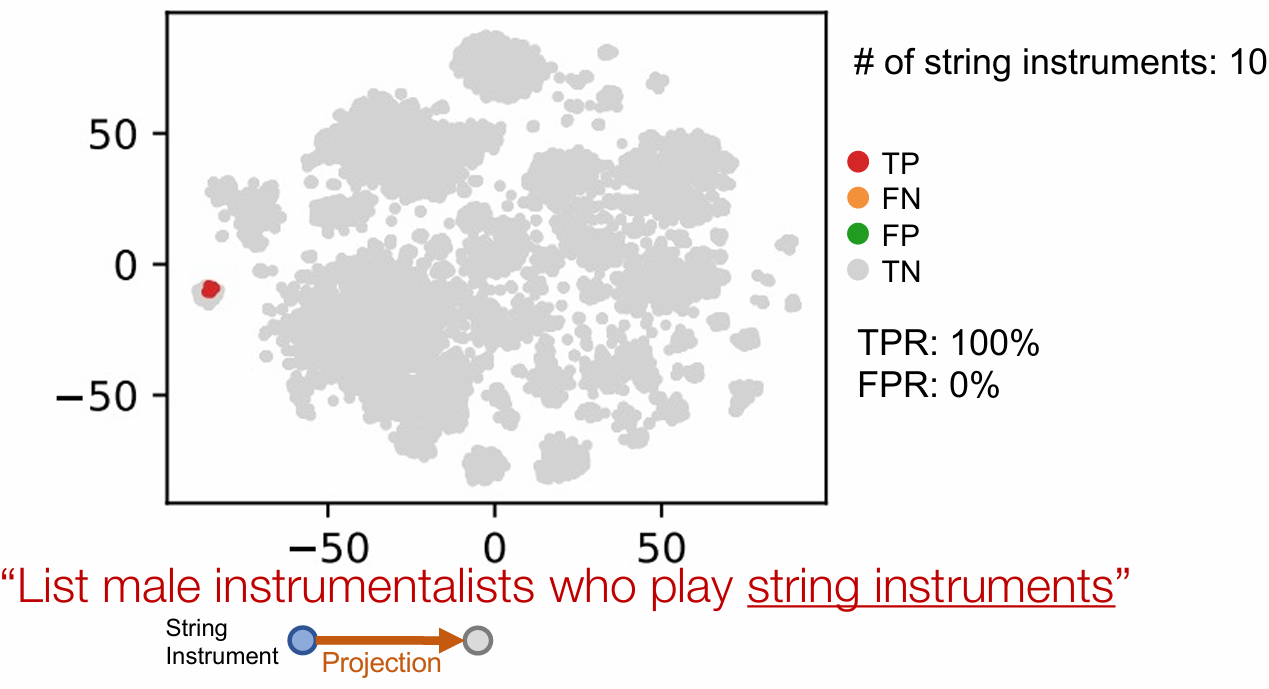 # of string instruments: 10
50
0
−50
TP
FN
FP
TN
TPR: 100%
FPR: 0%
−50 0 50
“List male instrumentalists who play string instruments”
String
Instrument
Projection